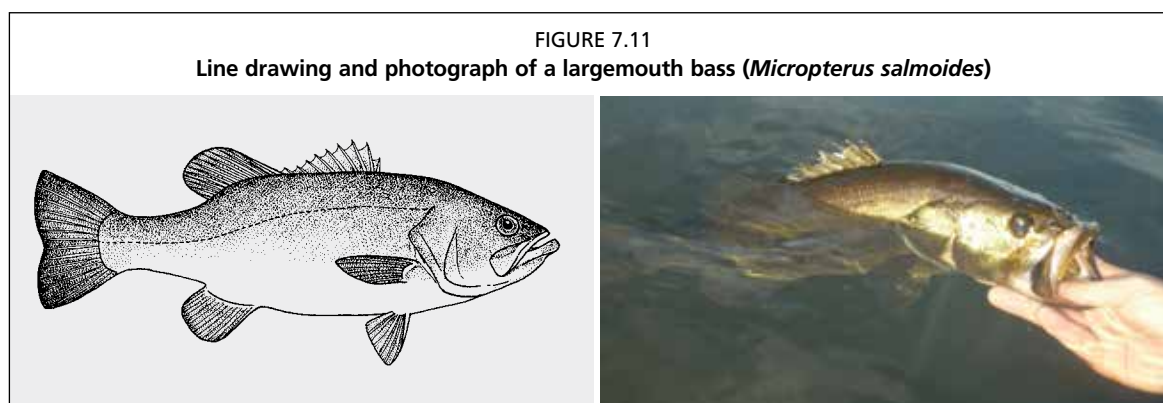 FIGURE 7.11
Line drawing and photograph of a largemouth bass (Micropterus salmoides)